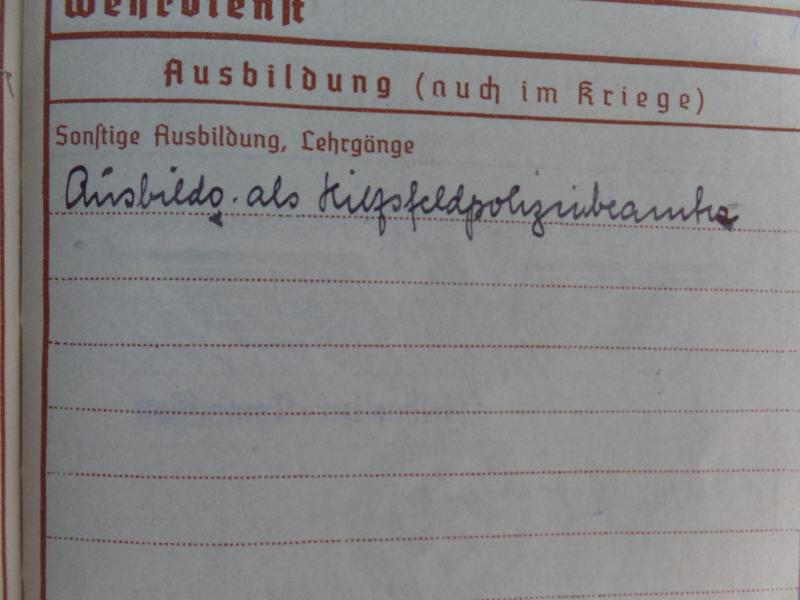 Wehrdienst
Ausbildung (auch im Kriege)
Sonstige Ausbildung, Lehrgänge
Ausbildg. als Hilfsfeldpolizeibeamter